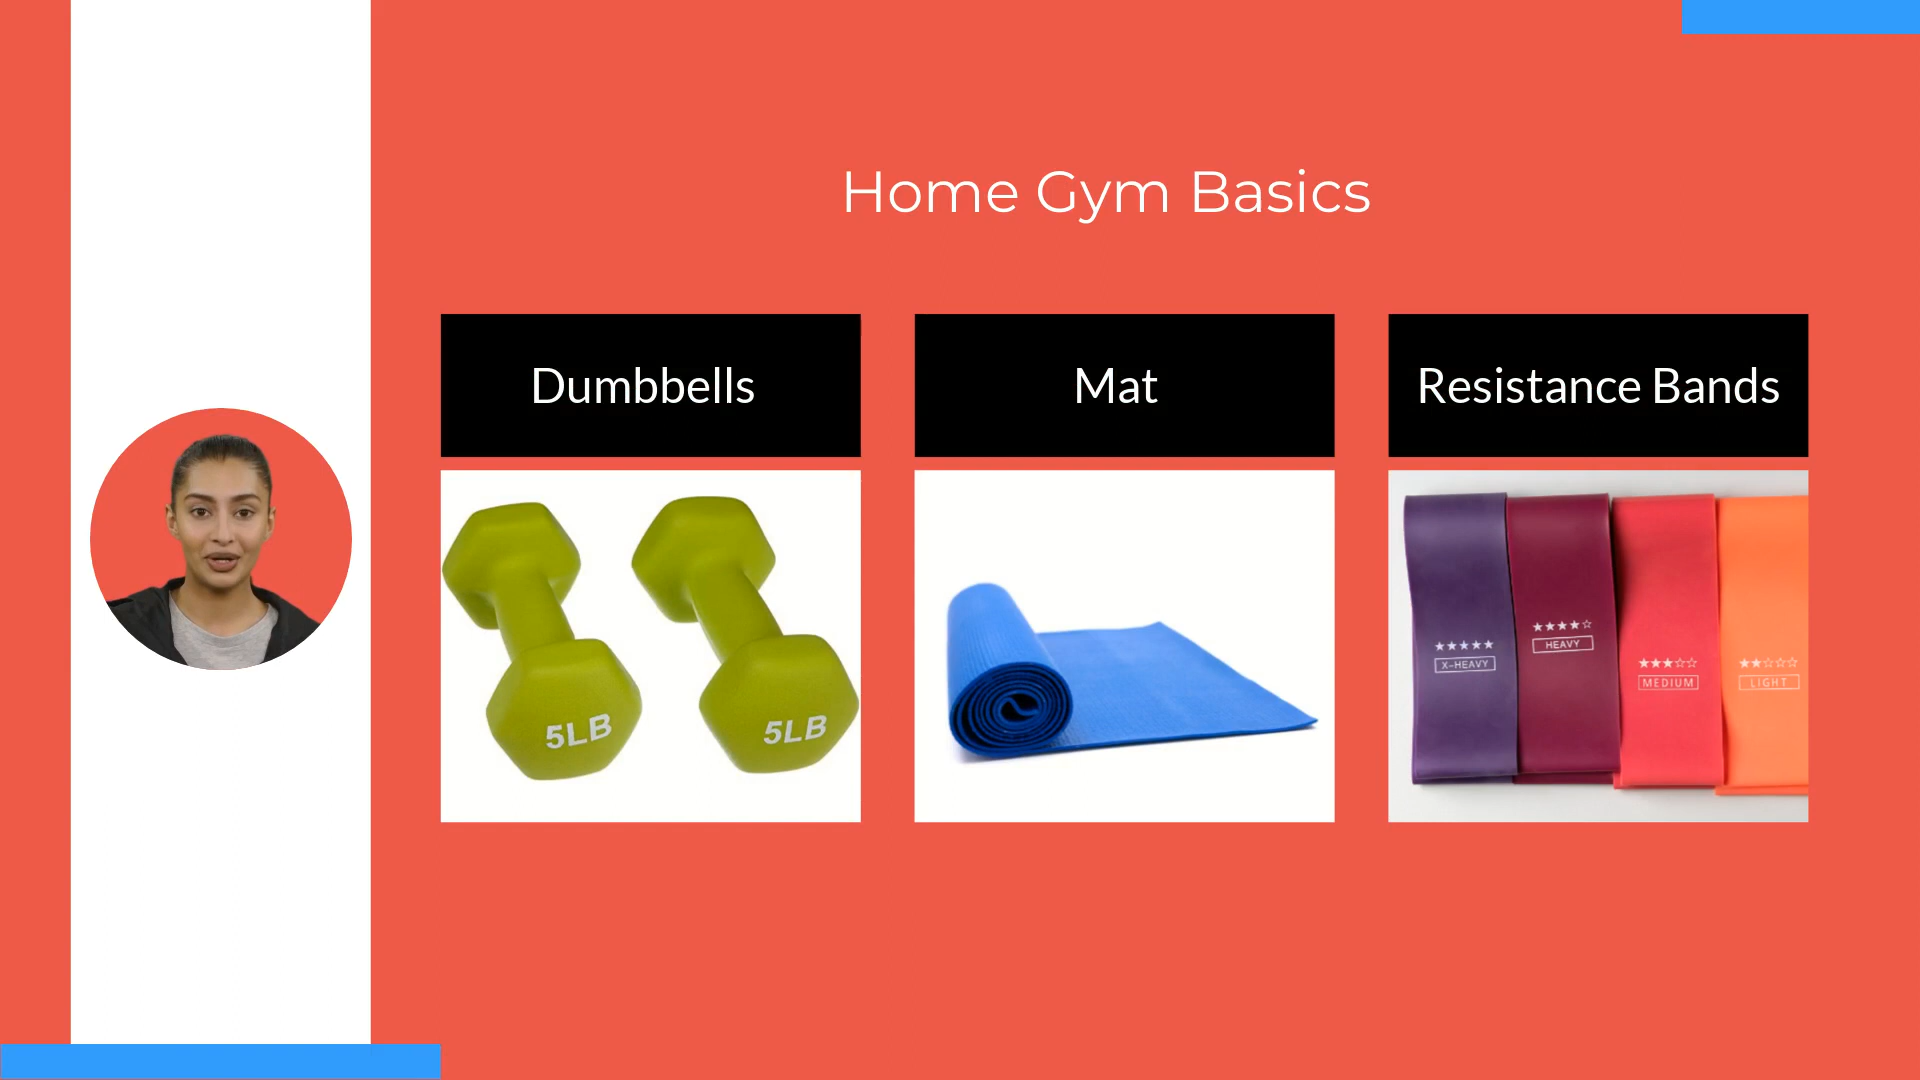 Home Gym Basics
Dumbbells
Mat
Resistance Bands
5LB
5LB
★★★★★
X-HEAVY
★★★★☆
HEAVY
★★★☆☆
MEDIUM
★★☆☆☆
LIGHT